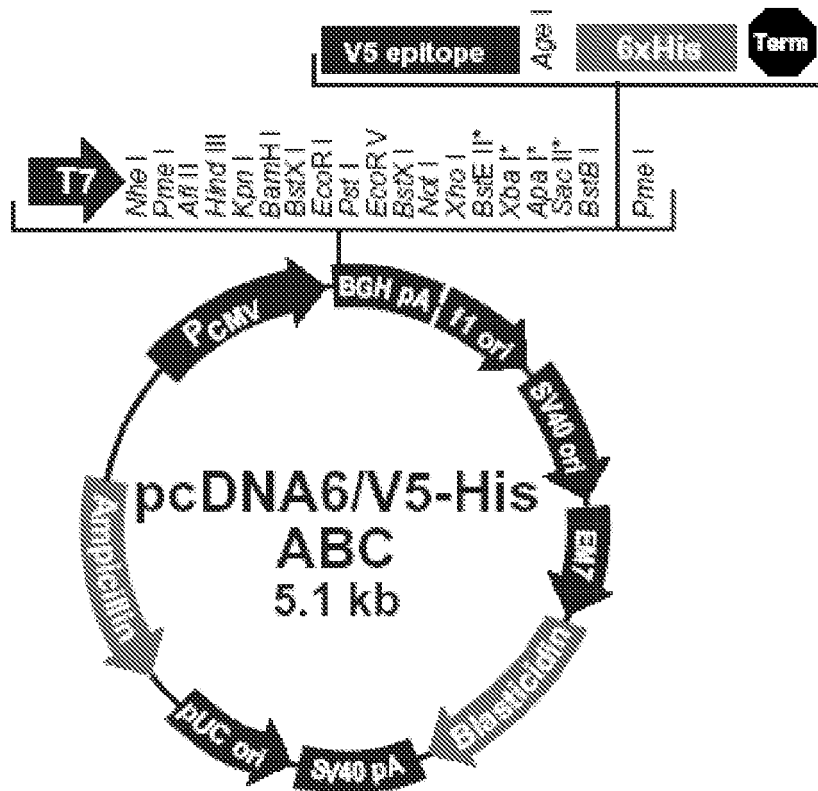 V5 epitope
Age I
6xHis
Term
T7
Nhe I
Pme I
Afl II
Hind III
Kpn I
BamH I
BstX I
EcoR I
Pst I
EcoR V
BstX I
Not I
Xho I
BstE II*
Xba I*
Apa I*
Sac II*
BstB I
Pme I
PCMV
BGH pA
f1 ori
SV40 ori
EM7
Blasticidin
SV40 pA
pUC ori
Ampicillin
pcDNA6/V5-His
ABC
5.1 kb